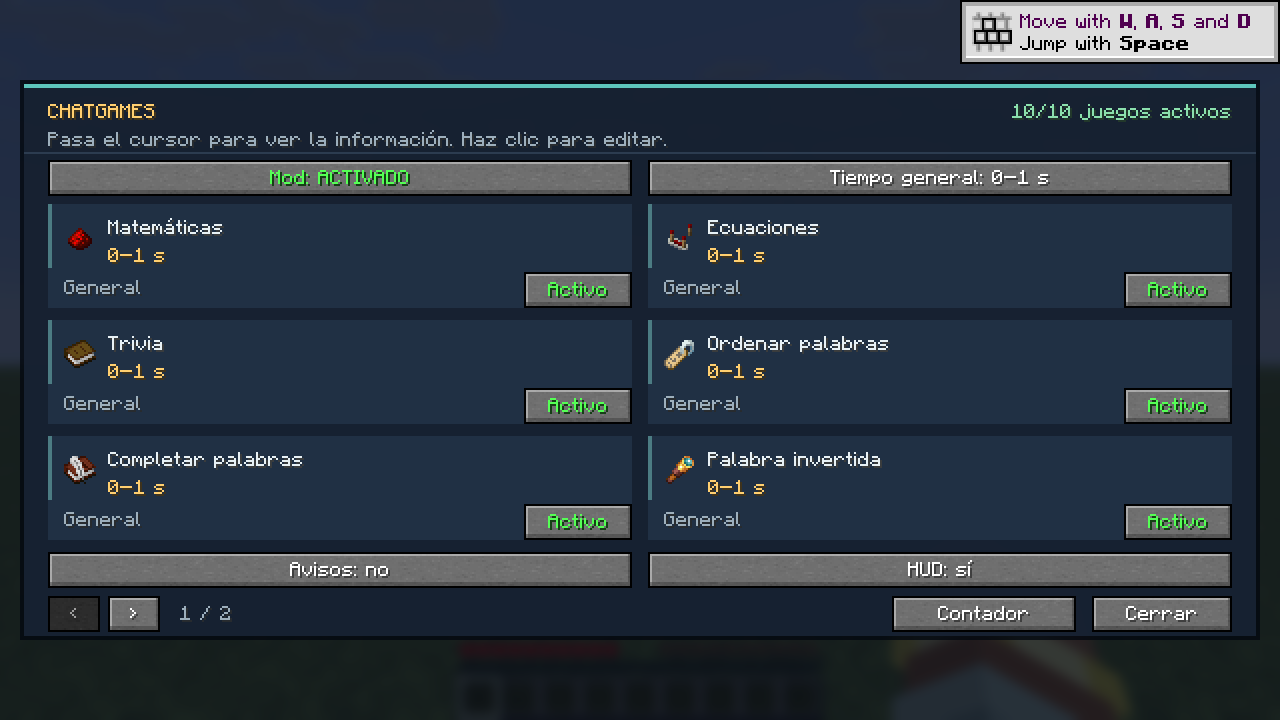 Move with W, A, S and D
Jump with Space
CHATGAMES
10/10 juegos activos
Pasa el cursor para ver la información. Haz clic para editar.
Mod: ACTIVADO
Tiempo general: 0–1 s
Matemáticas
0–1 s
General
Activo
Ecuaciones
0–1 s
General
Activo
Trivia
0–1 s
General
Activo
Ordenar palabras
0–1 s
General
Activo
Completar palabras
0–1 s
General
Activo
Palabra invertida
0–1 s
General
Activo
Avisos: no
HUD: sí
<
>
1 / 2
Contador
Cerrar